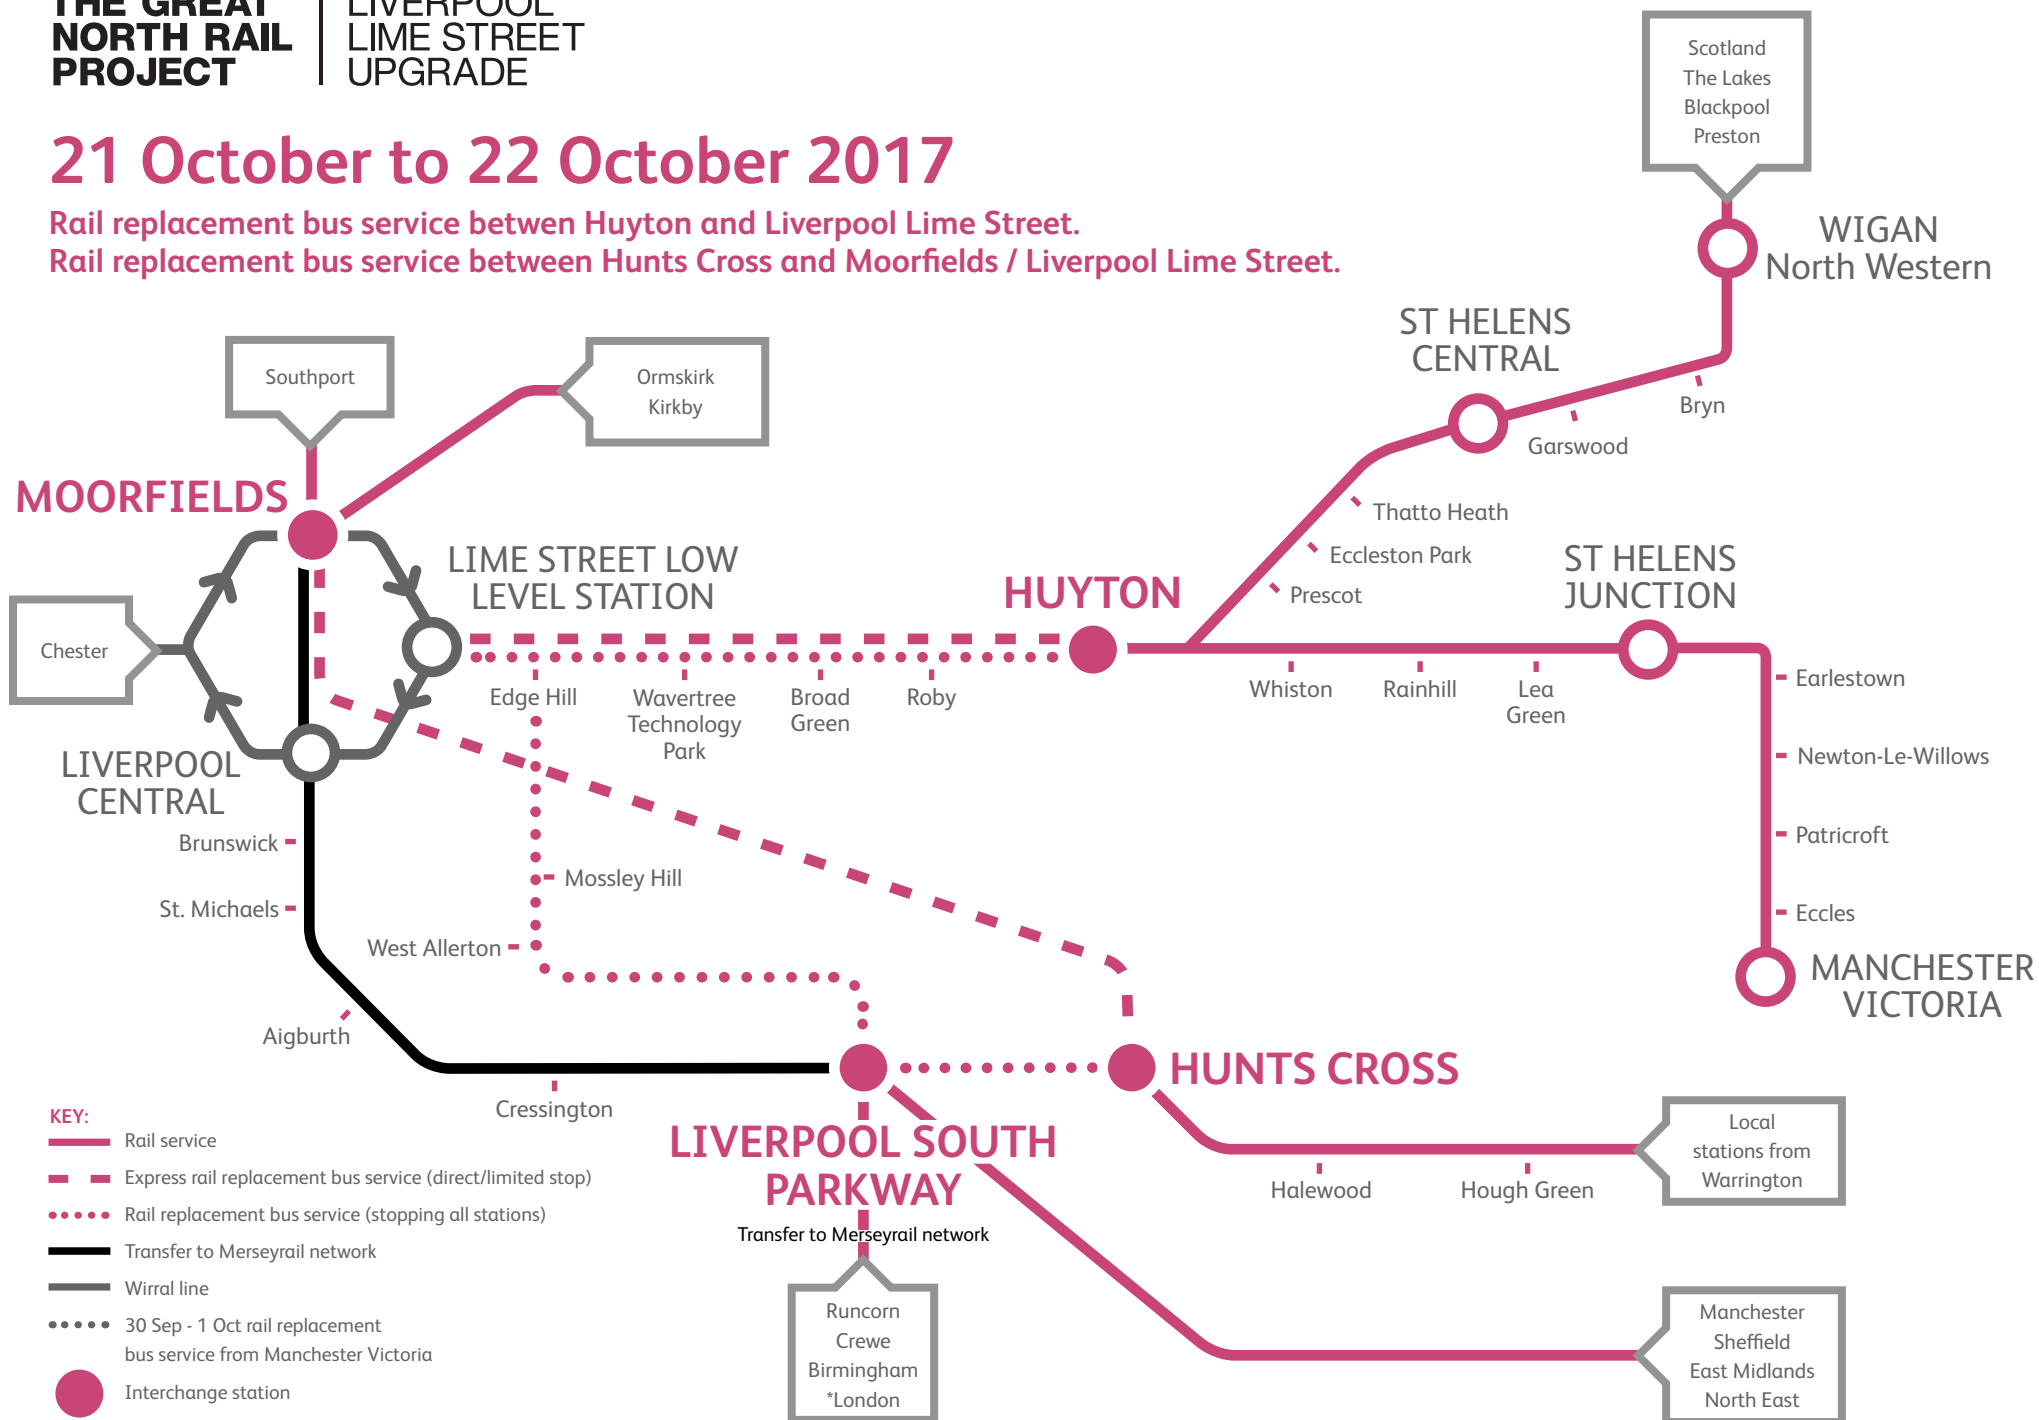 THE GREAT
NORTH RAIL
PROJECT
LIVERPOOL
LIME STREET
UPGRADE
21 October to 22 October 2017
Rail replacement bus service betwen Huyton and Liverpool Lime Street.
Rail replacement bus service between Hunts Cross and Moorfields / Liverpool Lime Street.
Scotland
The Lakes
Blackpool
Preston
WIGAN
North Western
ST HELENS
CENTRAL
Bryn
Garswood
Thatto Heath
Eccleston Park
Prescot
Southport
Ormskirk
Kirkby
MOORFIELDS
LIME STREET LOW
LEVEL STATION
HUYTON
ST HELENS
JUNCTION
Chester
Edge Hill
Wavertree
Technology
Park
Broad
Green
Roby
Whiston
Rainhill
Lea
Green
Earlestown
Newton-Le-Willows
Patricroft
Eccles
MANCHESTER
VICTORIA
LIVERPOOL
CENTRAL
Brunswick
St. Michaels
Mossley Hill
West Allerton
Aigburth
Cressington
HUNTS CROSS
LIVERPOOL SOUTH
PARKWAY
Transfer to Merseyrail network
Halewood
Hough Green
Local
stations from
Warrington
Runcorn
Crewe
Birmingham
*London
Manchester
Sheffield
East Midlands
North East
KEY:
Rail service
Express rail replacement bus service (direct/limited stop)
Rail replacement bus service (stopping all stations)
Transfer to Merseyrail network
Wirral line
30 Sep - 1 Oct rail replacement
bus service from Manchester Victoria
Interchange station